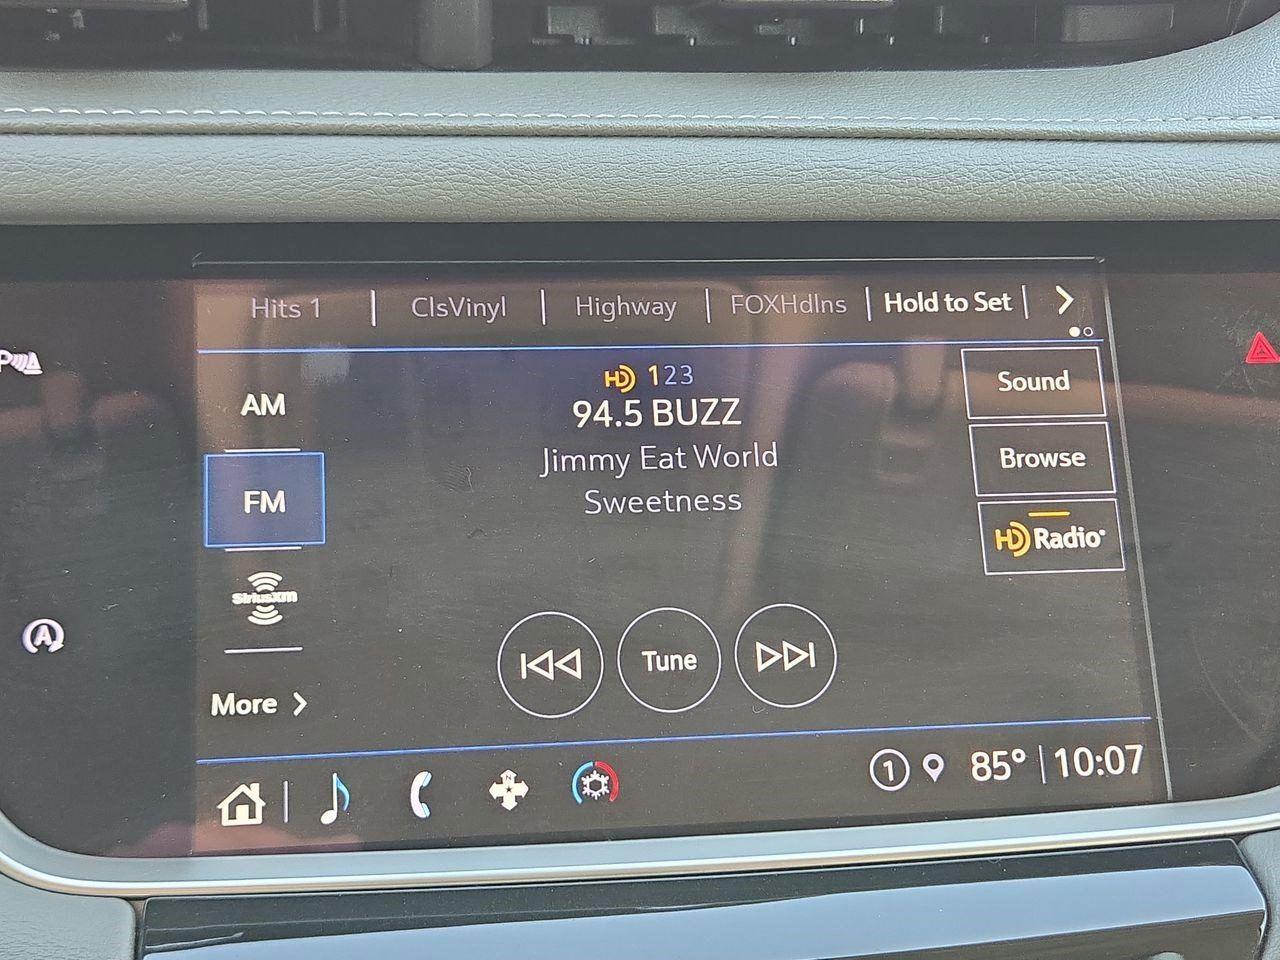 Hits 1 | ClsVinyl | Highway | FOXHdlns | Hold to Set |
HD 123
94.5 BUZZ
Jimmy Eat World
Sweetness
AM
FM
SiriusXM
More
Sound
Browse
HD Radio
Tune
N
1 85° | 10:07
P
A